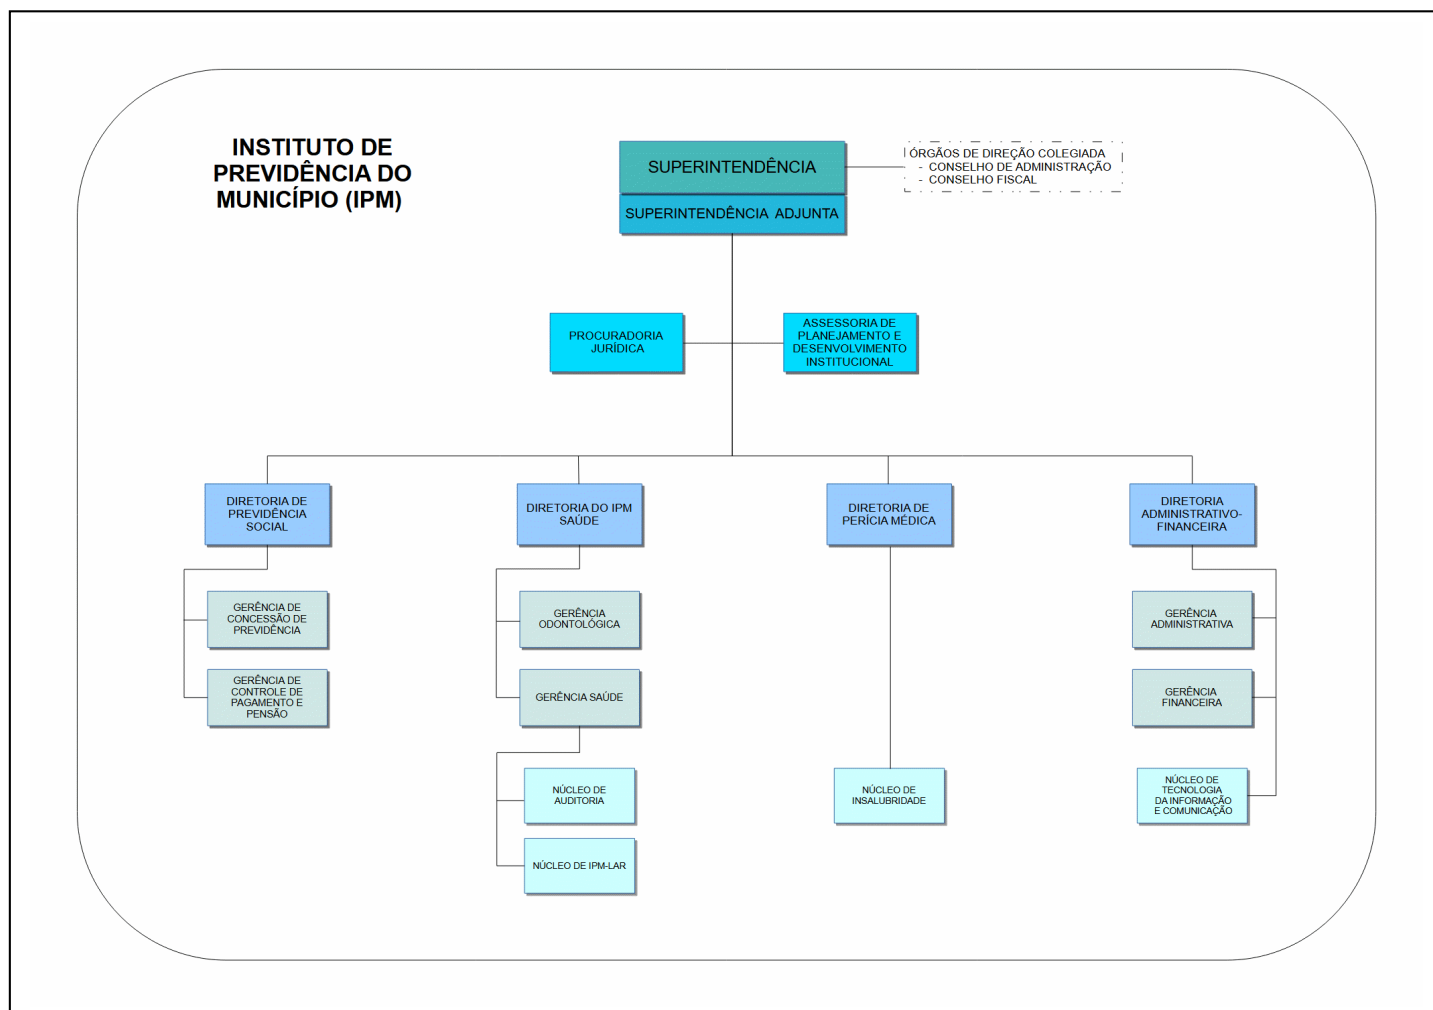 INSTITUTO DE
PREVIDÊNCIA DO
MUNICÍPIO (IPM)
SUPERINTENDÊNCIA
SUPERINTENDÊNCIA ADJUNTA
ÓRGÃOS DE DIREÇÃO COLEGIADA
- CONSELHO DE ADMINISTRAÇÃO
- CONSELHO FISCAL
PROCURADORIA
JURÍDICA
ASSESSORIA DE
PLANEJAMENTO E
DESENVOLVIMENTO
INSTITUCIONAL
DIRETORIA DE
PREVIDÊNCIA
SOCIAL
DIRETORIA DO IPM
SAÚDE
DIRETORIA DE
PERÍCIA MÉDICA
DIRETORIA
ADMINISTRATIVO-
FINANCEIRA
GERÊNCIA DE
CONCESSÃO DE
PREVIDÊNCIA
GERÊNCIA
ODONTOLÓGICA
GERÊNCIA
ADMINISTRATIVA
GERÊNCIA DE
CONTROLE DE
PAGAMENTO E
PENSÃO
GERÊNCIA SAÚDE
GERÊNCIA
FINANCEIRA
NÚCLEO DE
AUDITORIA
NÚCLEO DE
INSALUBRIDADE
NÚCLEO DE
TECNOLOGIA
DA INFORMAÇÃO
E COMUNICAÇÃO
NÚCLEO DE IPM-LAR